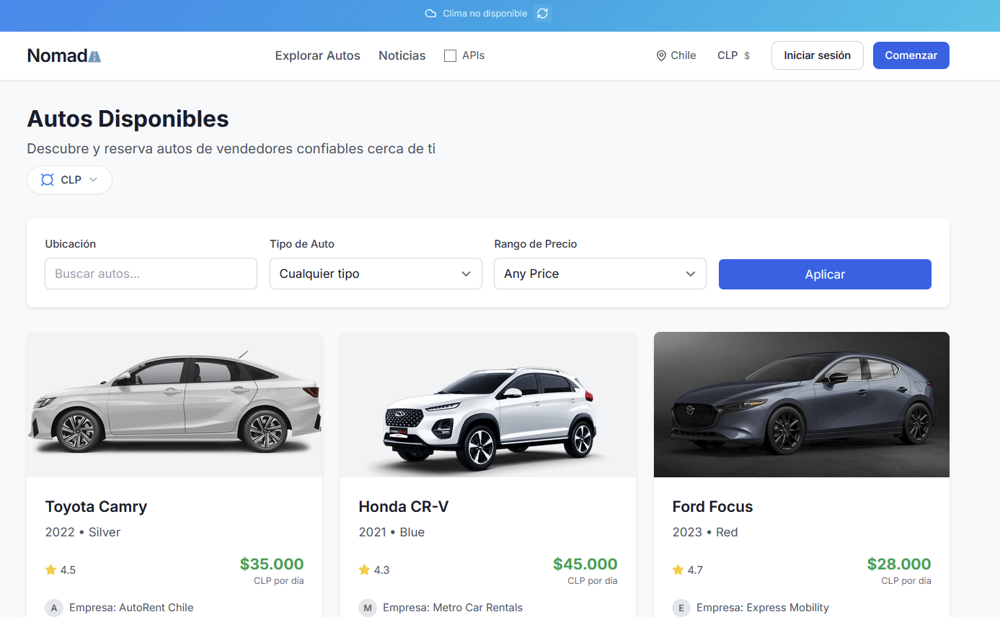 Clima no disponible
Nomad
Explorar Autos Noticias APIs
Chile CLP $ Iniciar sesión Comenzar
Autos Disponibles
Descubre y reserva autos de vendedores confiables cerca de ti
CLP
Ubicación Tipo de Auto Rango de Precio
Buscar autos... Cualquier tipo Any Price Aplicar
Toyota Camry
2022 • Silver
4.5 $35.000
CLP por día
A Empresa: AutoRent Chile
Honda CR-V
2021 • Blue
4.3 $45.000
CLP por día
M Empresa: Metro Car Rentals
Ford Focus
2023 • Red
4.7 $28.000
CLP por día
E Empresa: Express Mobility